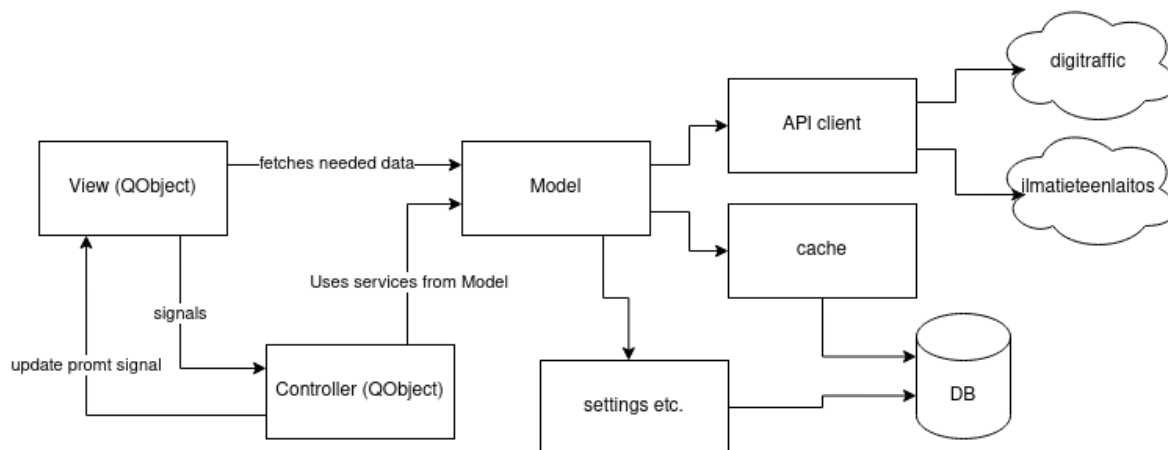 digitraffic
API client
View (QObject)
fetches needed data
Model
ilmatieteenlaitos
cache
Uses services from Model
signals
update promt signal
Controller (QObject)
settings etc.
DB